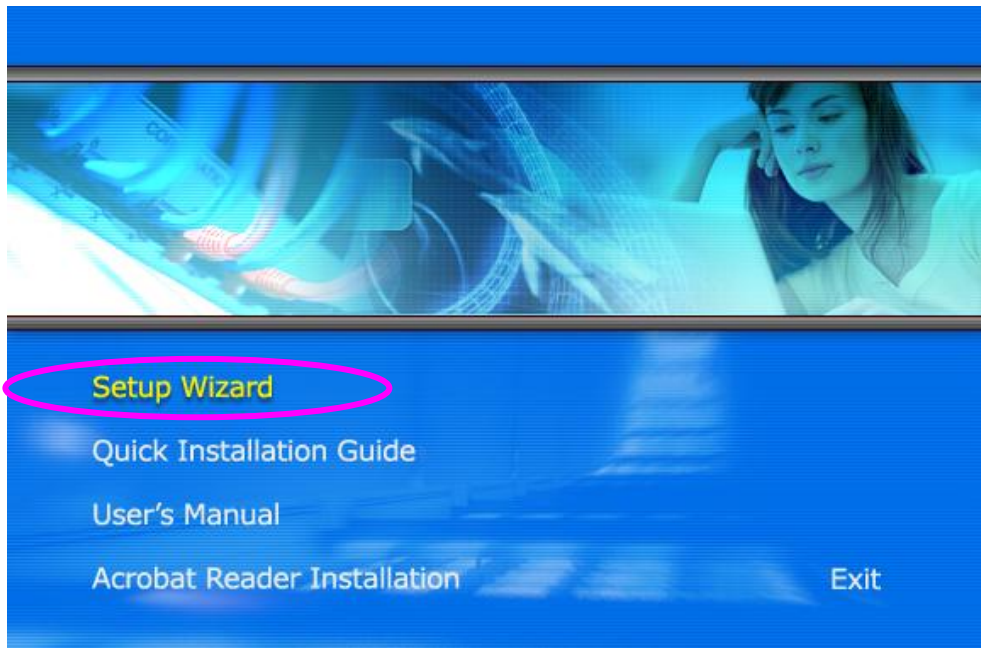 Setup Wizard
Quick Installation Guide
User's Manual
Acrobat Reader Installation
Exit